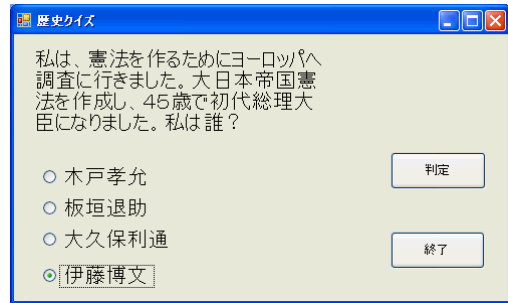 歴史クイズ
私は、憲法を作るためにヨーロッパへ
調査に行きました。大日本帝国憲
法を作成し、45歳で初代総理大
臣になりました。私は誰？
木戸孝允
板垣退助
大久保利通
伊藤博文
判定
終了